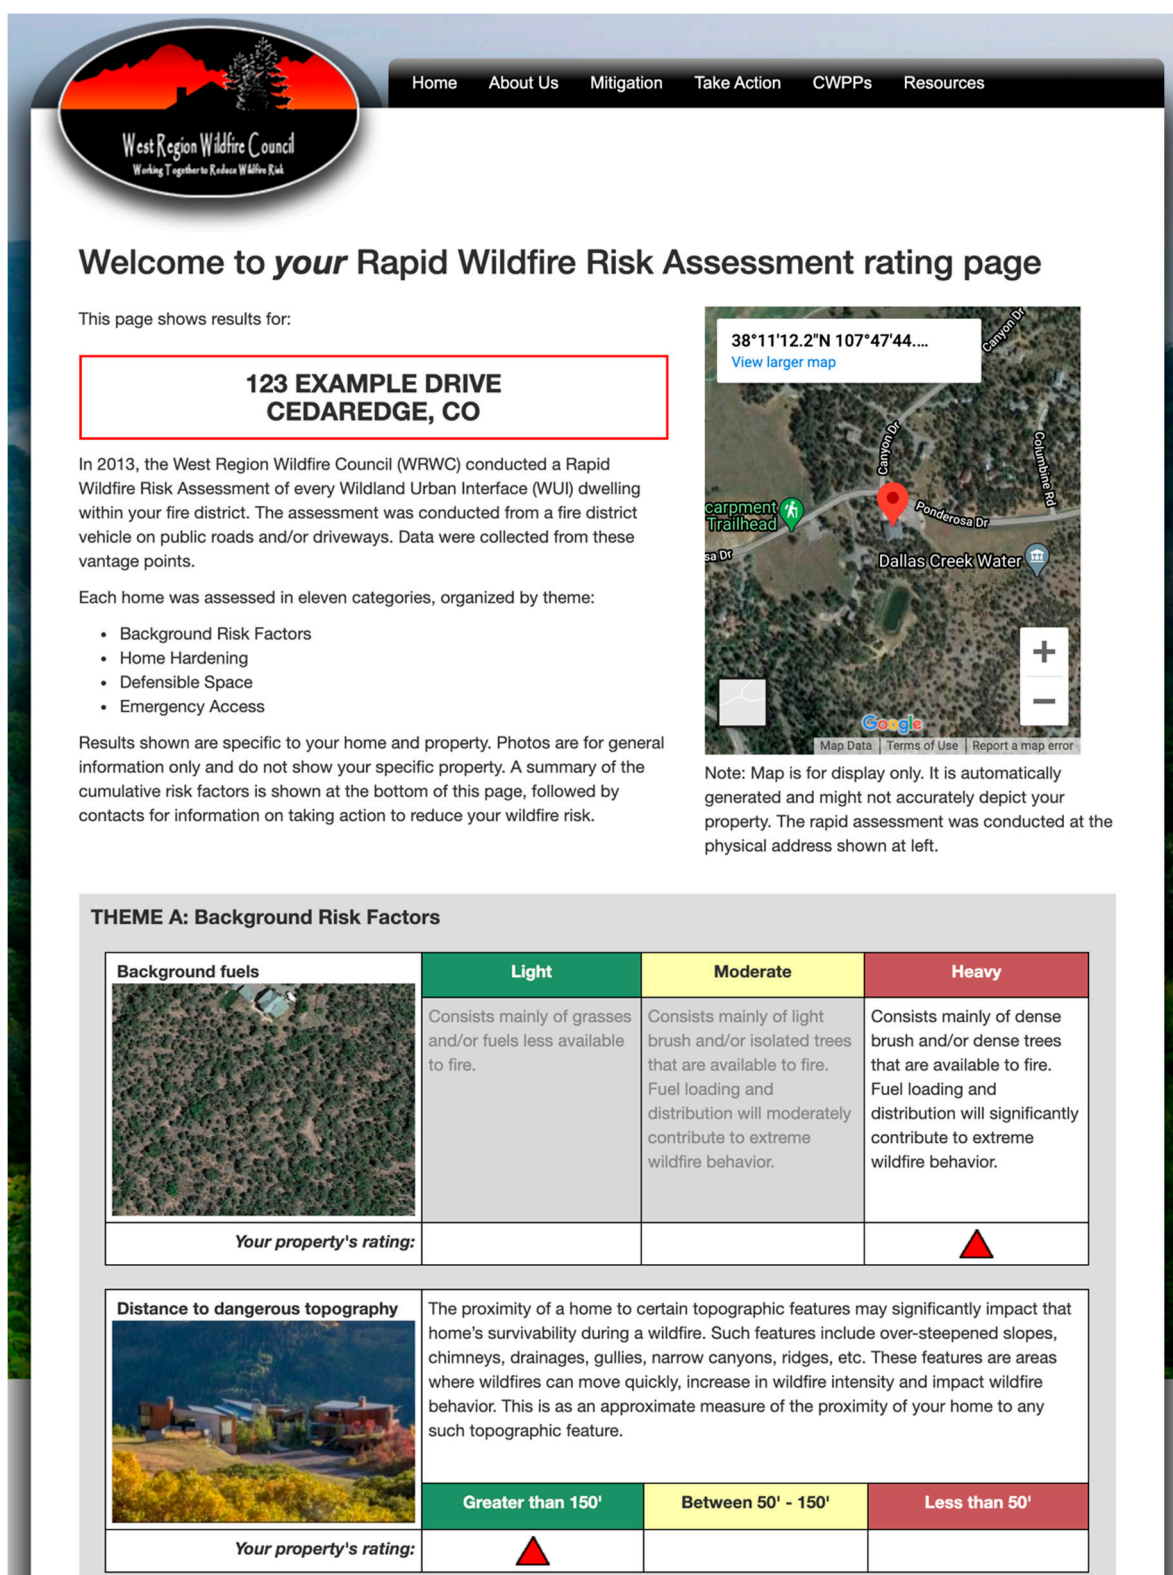 West Region Wildfire Council
Working Together to Reduce Wildfire Risk
Home About Us Mitigation Take Action CWPPs Resources
Welcome to your Rapid Wildfire Risk Assessment rating page
This page shows results for:
123 EXAMPLE DRIVE
CEDAREDGE, CO
In 2013, the West Region Wildfire Council (WRWC) conducted a Rapid
Wildfire Risk Assessment of every Wildland Urban Interface (WUI) dwelling
within your fire district. The assessment was conducted from a fire district
vehicle on public roads and/or driveways. Data were collected from these
vantage points.
Each home was assessed in eleven categories, organized by theme:
• Background Risk Factors
• Home Hardening
• Defensible Space
• Emergency Access
Results shown are specific to your home and property. Photos are for general
information only and do not show your specific property. A summary of the
cumulative risk factors is shown at the bottom of this page, followed by
contacts for information on taking action to reduce your wildfire risk.
38°11'12.2"N 107°47'44....
View larger map
Canyon Dr
Canyon Dr
Columbine Rd
carpment
Trailhead
Ponderosa Dr
sa Dr
Dallas Creek Water
+
−
Google
Map Data Terms of Use Report a map error
Note: Map is for display only. It is automatically
generated and might not accurately depict your
property. The rapid assessment was conducted at the
physical address shown at left.
THEME A: Background Risk Factors
Background fuels
Light
Moderate
Heavy
Consists mainly of grasses
and/or fuels less available
to fire.
Consists mainly of light
brush and/or isolated trees
that are available to fire.
Fuel loading and
distribution will moderately
contribute to extreme
wildfire behavior.
Consists mainly of dense
brush and/or dense trees
that are available to fire.
Fuel loading and
distribution will significantly
contribute to extreme
wildfire behavior.
Your property's rating:
Distance to dangerous topography
The proximity of a home to certain topographic features may significantly impact that
home's survivability during a wildfire. Such features include over-steepened slopes,
chimneys, drainages, gullies, narrow canyons, ridges, etc. These features are areas
where wildfires can move quickly, increase in wildfire intensity and impact wildfire
behavior. This is as an approximate measure of the proximity of your home to any
such topographic feature.
Greater than 150'
Between 50' - 150'
Less than 50'
Your property's rating: